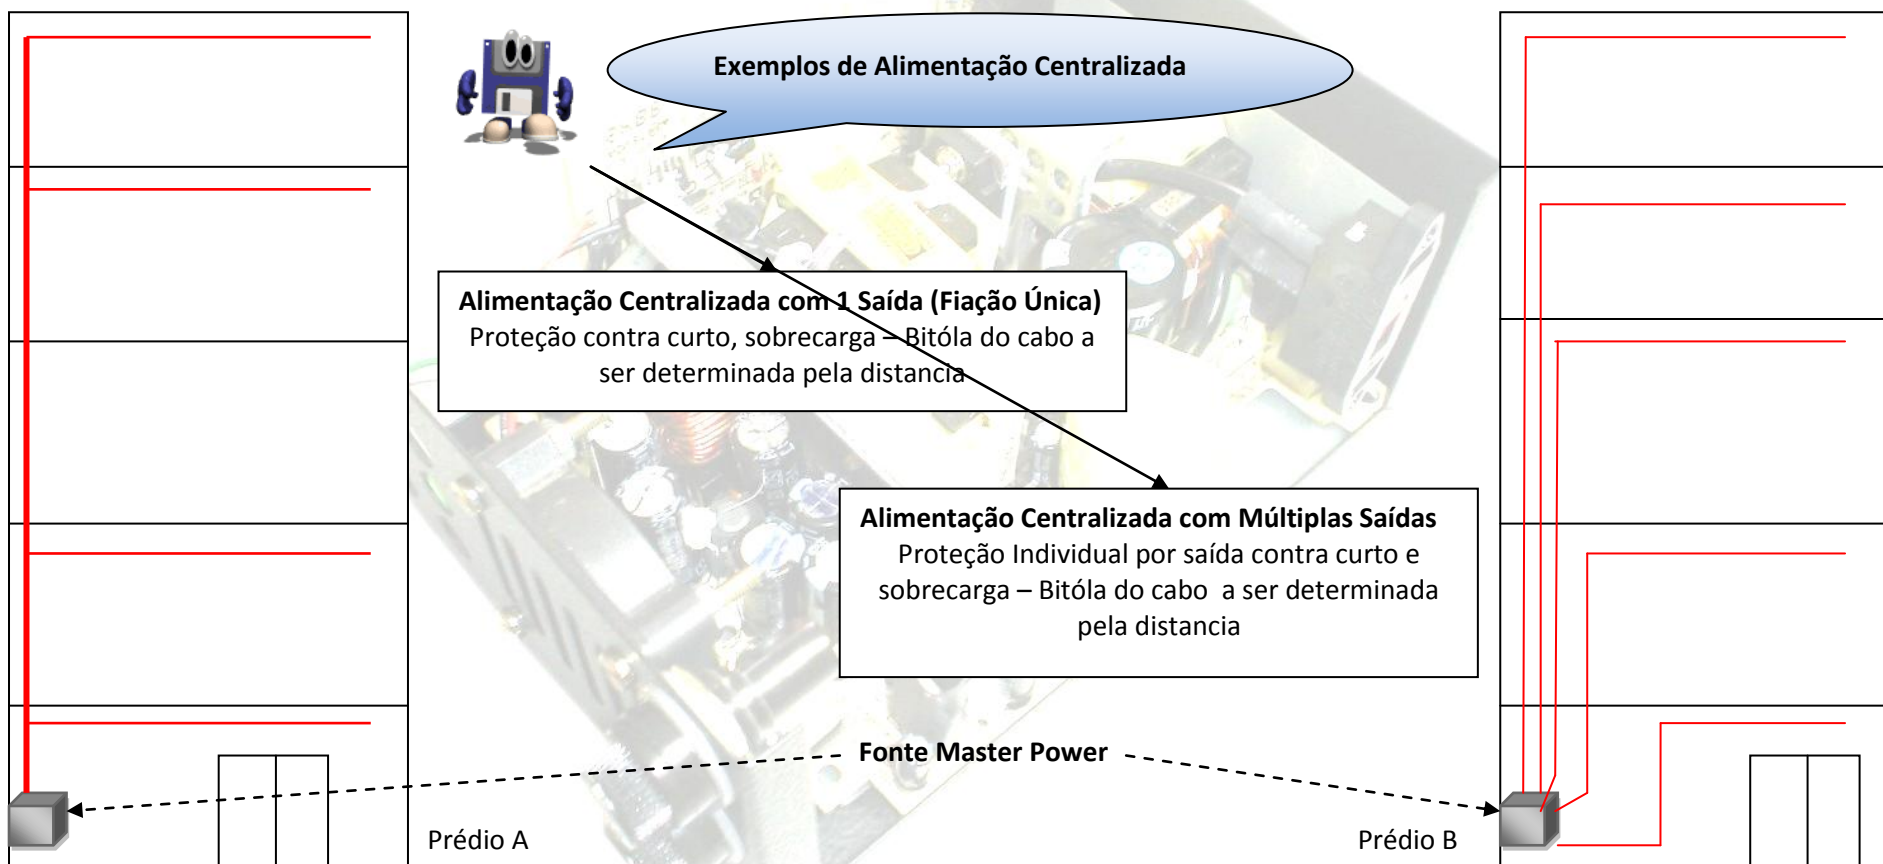 Exemplos de Alimentação Centralizada
Alimentação Centralizada com 1 Saída (Fiação Única)
Proteção contra curto, sobrecarga – Bitóla do cabo a
ser determinada pela distancia
Alimentação Centralizada com Múltiplas Saídas
Proteção Individual por saída contra curto e
sobrecarga – Bitóla do cabo a ser determinada
pela distancia
Fonte Master Power
Prédio A
Prédio B